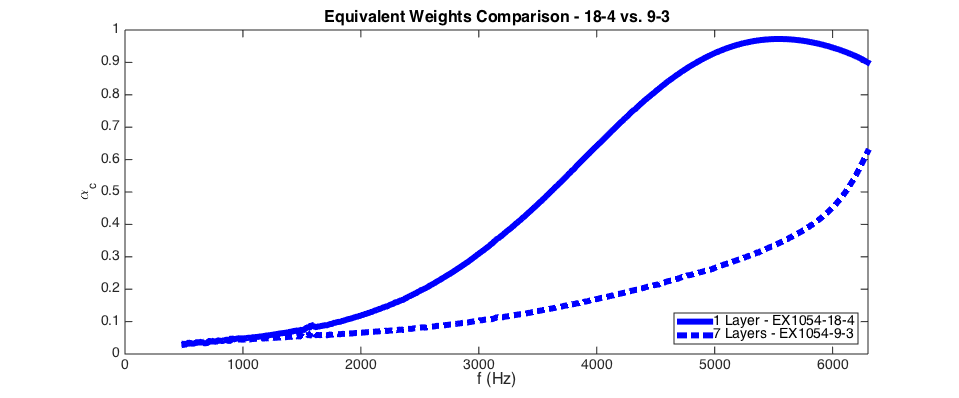 Equivalent Weights Comparison - 18-4 vs. 9-3
1
0.9
0.8
0.7
0.6
0.5
0.4
0.3
0.2
0.1
0
α c
0 1000 2000 3000 4000 5000 6000
f (Hz)
1 Layer - EX1054-18-4
7 Layers - EX1054-9-3